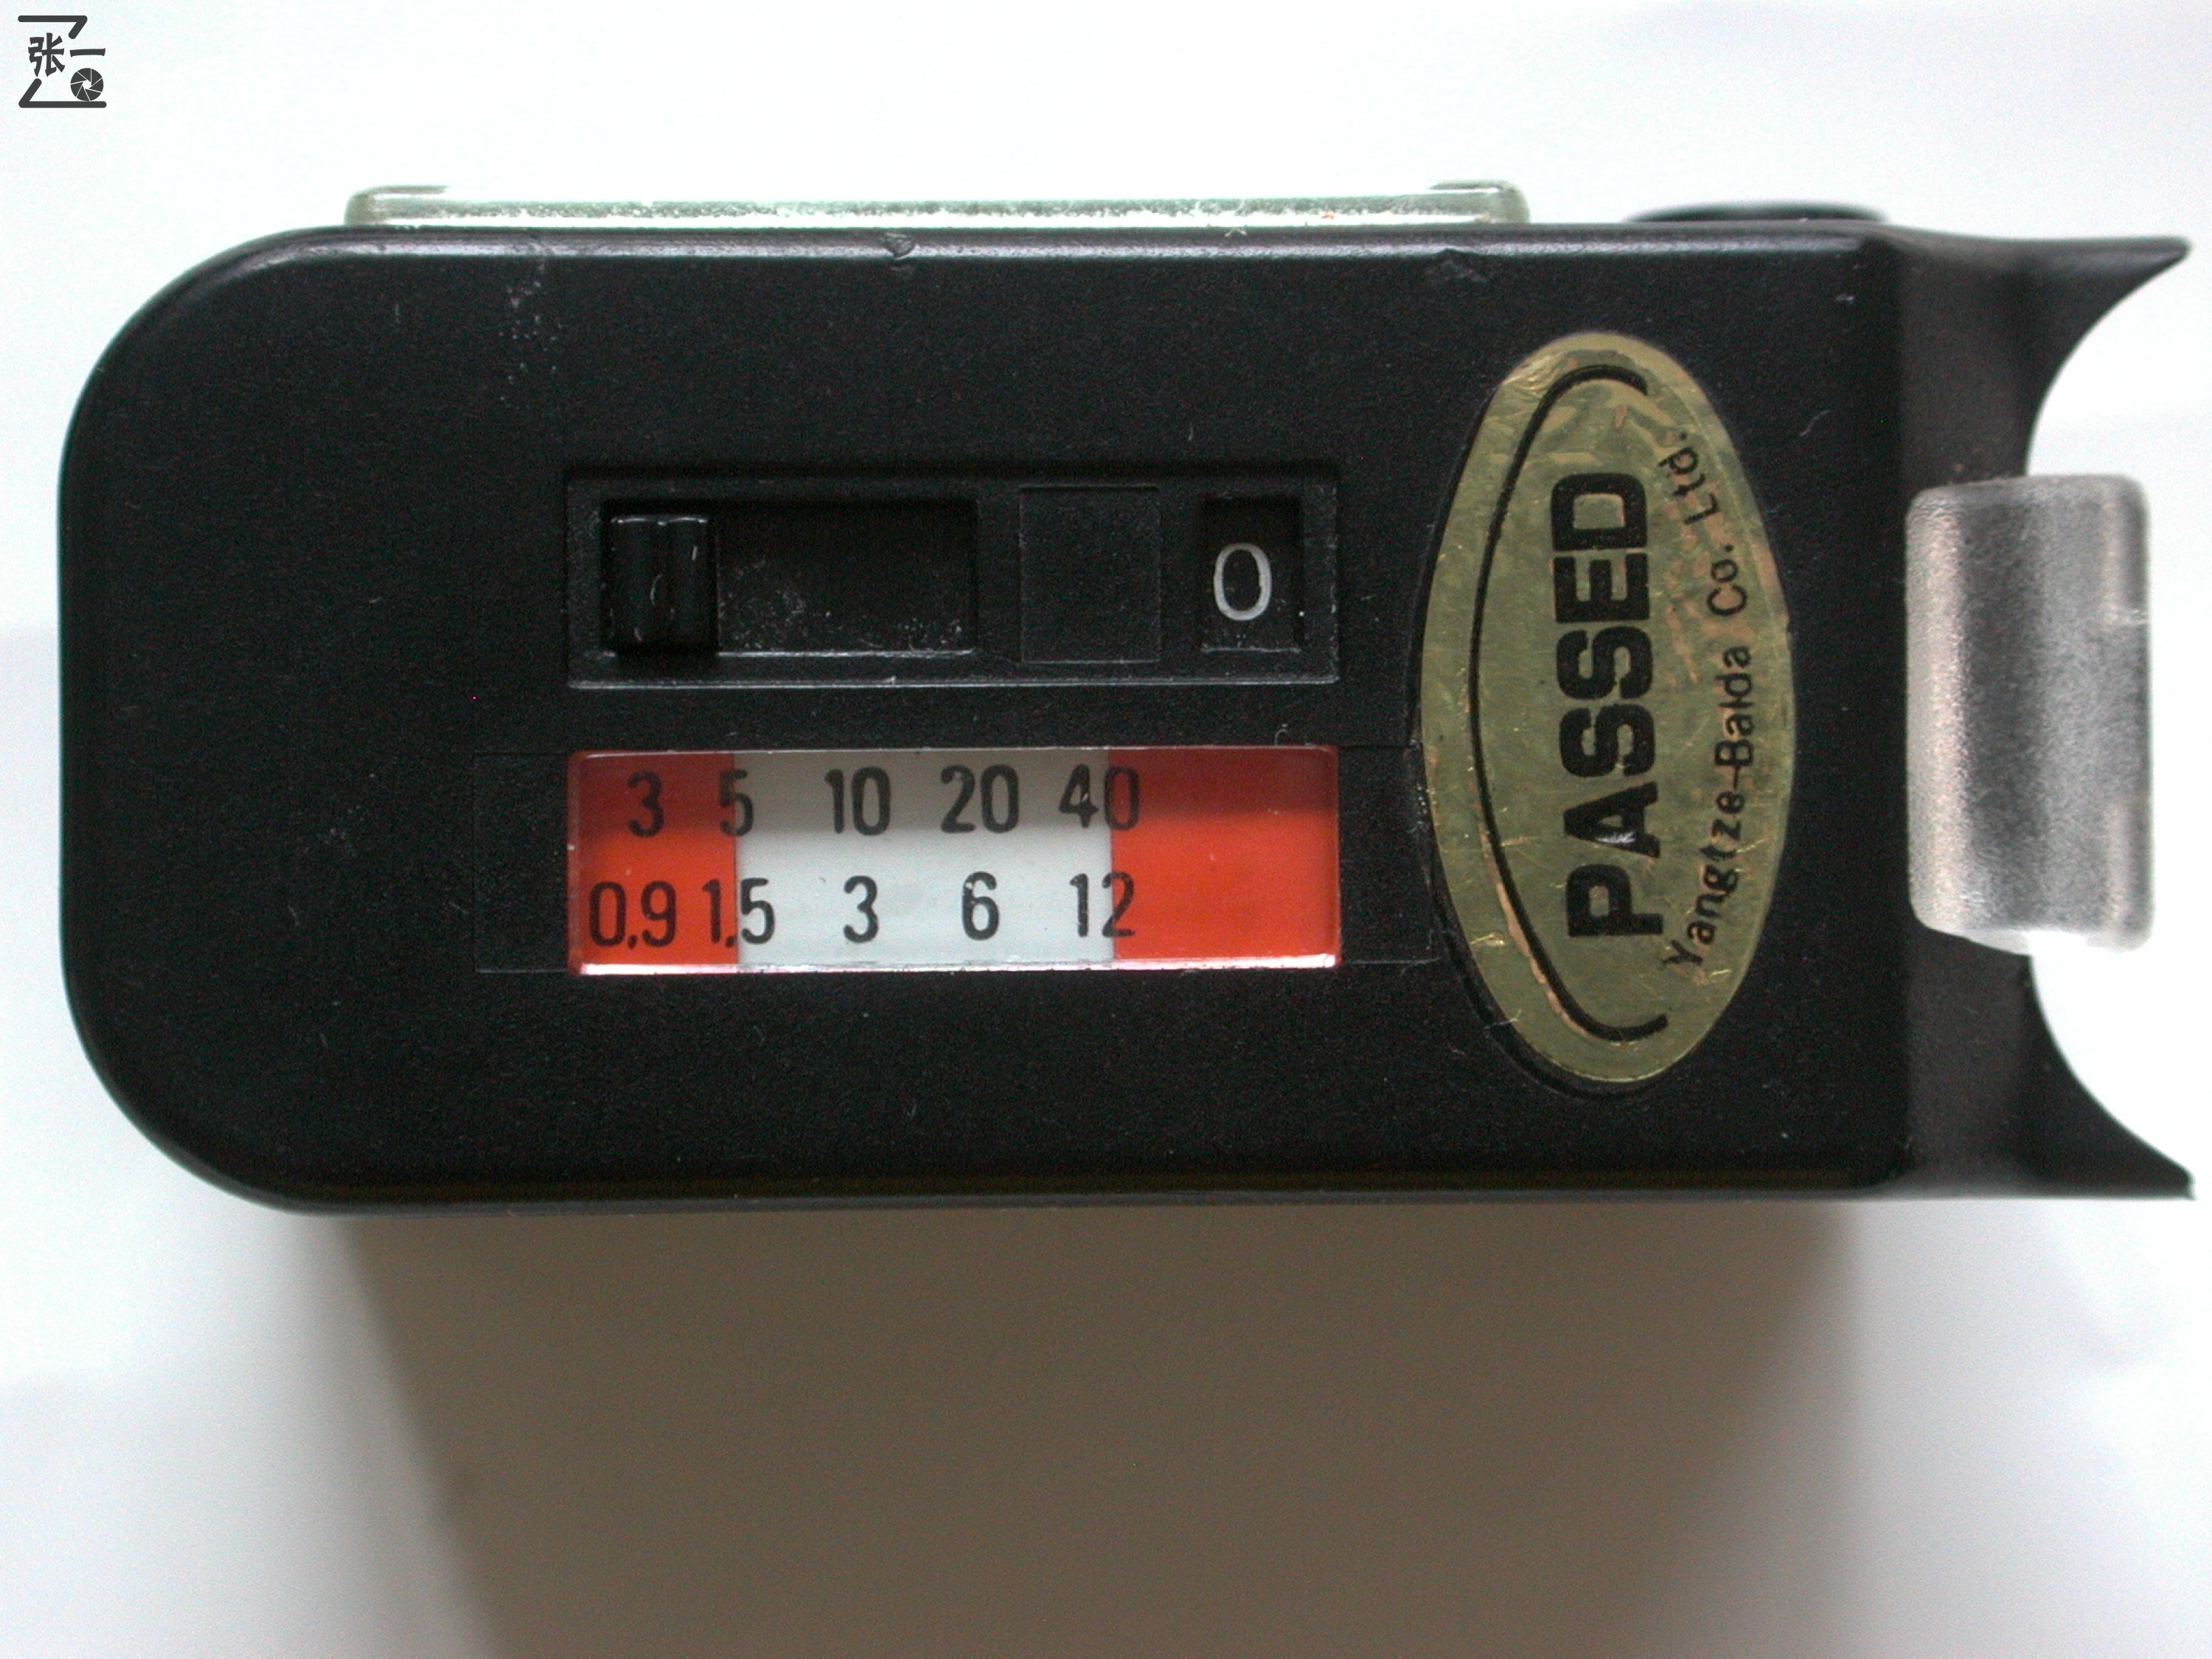 张一
0
3 5 10 20 40
0,9 1,5 3 6 12
PASSED
Yangtze-Balda Co. Ltd.